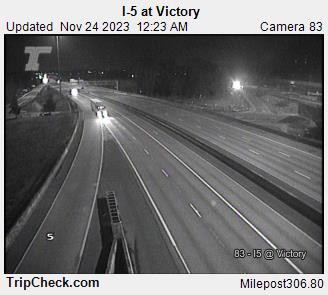 I-5 at Victory
Updated Nov 24 2023 12:23 AM Camera 83
T
S
83 - I5 @ Victory
TripCheck.com Milepost306.80